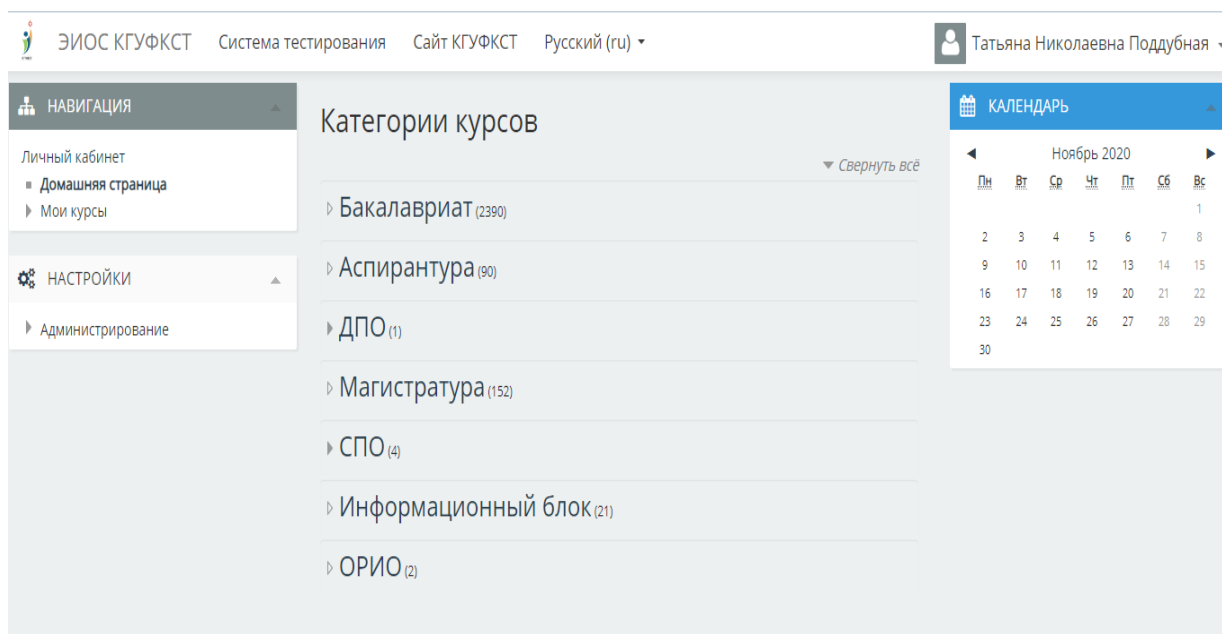 ЭИОС КГУФКСТ Система тестирования Сайт КГУФКСТ Русский (ru) Татьяна Николаевна Поддубная
НАВИГАЦИЯ
Личный кабинет
Домашняя страница
Мои курсы
НАСТРОЙКИ
Администрирование
Категории курсов
Свернуть всё
Бакалавриат (2390)
Аспирантура (90)
ДПО (1)
Магистратура (152)
СПО (4)
Информационный блок (21)
ОРИО (2)
КАЛЕНДАРЬ
Ноябрь 2020
Пн Вт Ср Чт Пт Сб Вс
1
2 3 4 5 6 7 8
9 10 11 12 13 14 15
16 17 18 19 20 21 22
23 24 25 26 27 28 29
30